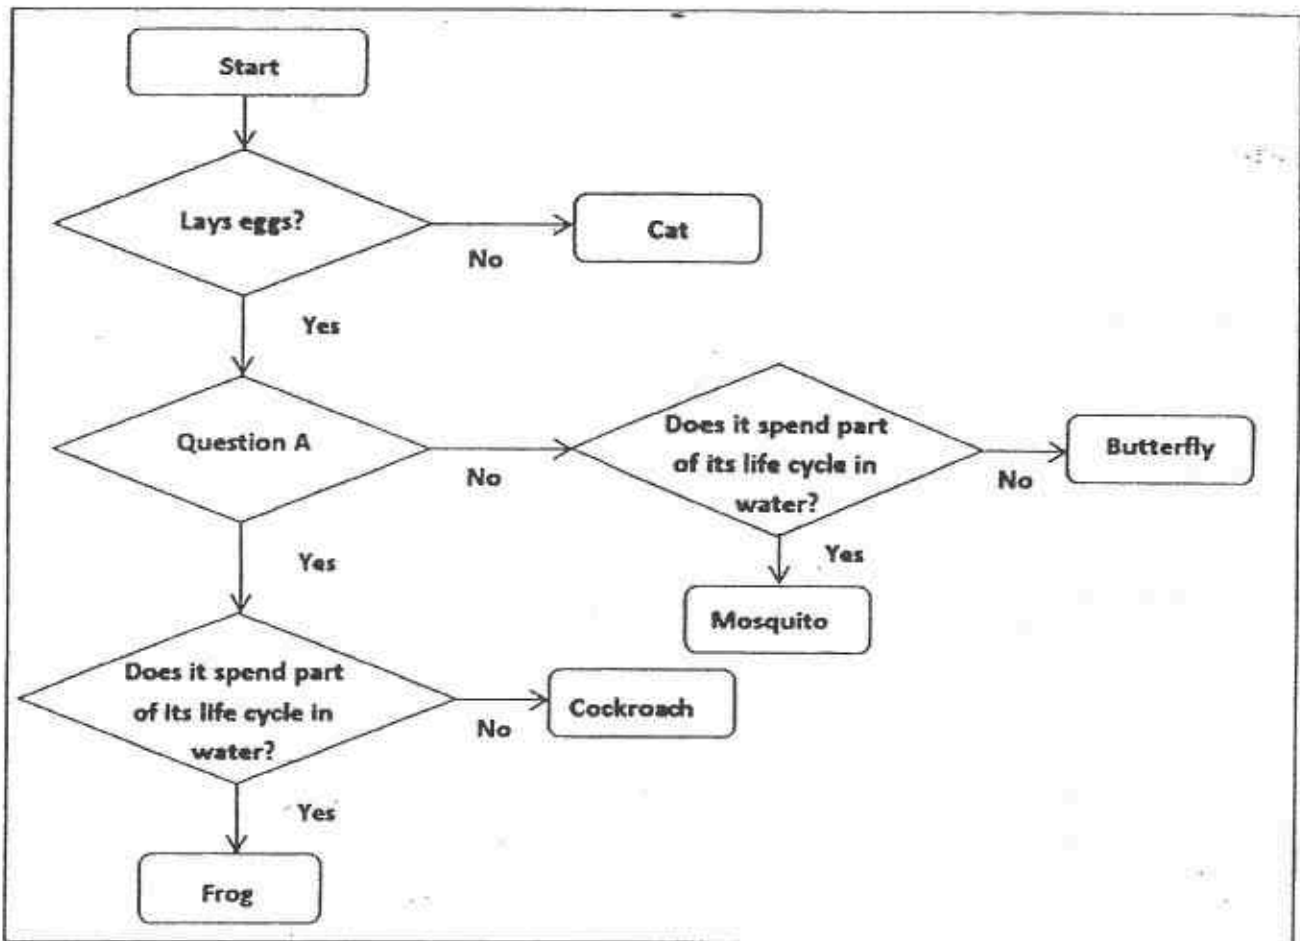 Start
Lays eggs?
No
Cat
Yes
Question A
No
Does it spend part
of its life cycle in
water?
No
Butterfly
Yes
Mosquito
Yes
Does it spend part
of its life cycle in
water?
No
Cockroach
Yes
Frog